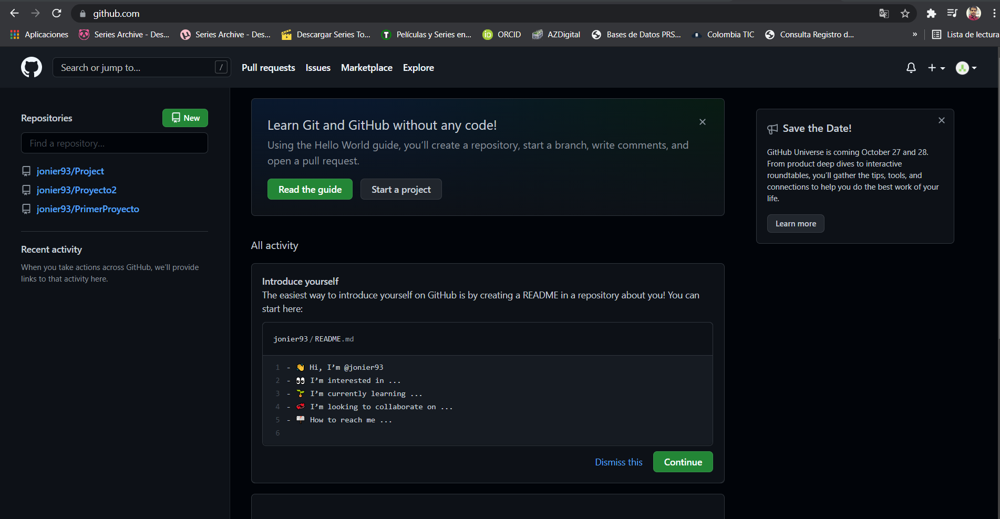 github.com
Aplicaciones
Series Archive - Des...
Series Archive - Des...
Descargar Series To...
Películas y Series en...
ORCID
AZDigital
Bases de Datos PRS...
Colombia TIC
Consulta Registro d...
»
Lista de lectura
Search or jump to...
/
Pull requests
Issues
Marketplace
Explore
Repositories
New
Find a repository...
jonier93/Project
jonier93/Proyecto2
jonier93/PrimerProyecto
Recent activity
When you take actions across GitHub, we’ll provide
links to that activity here.
Learn Git and GitHub without any code!
Using the Hello World guide, you’ll create a repository, start a branch, write comments, and
open a pull request.
Read the guide
Start a project
All activity
Introduce yourself
The easiest way to introduce yourself on GitHub is by creating a README in a repository about you! You can
start here:
jonier93/README.md
1 - 👋 Hi, I’m @jonier93
2 - 👀 I’m interested in ...
3 - 🌱 I’m currently learning ...
4 - 💞️ I’m looking to collaborate on ...
5 - 📫 How to reach me ...
6
Dismiss this
Continue
Save the Date!
GitHub Universe is coming October 27 and 28.
From product deep dives to interactive
roundtables, you’ll gather the tips, tools, and
connections to help you do the best work of your
life.
Learn more